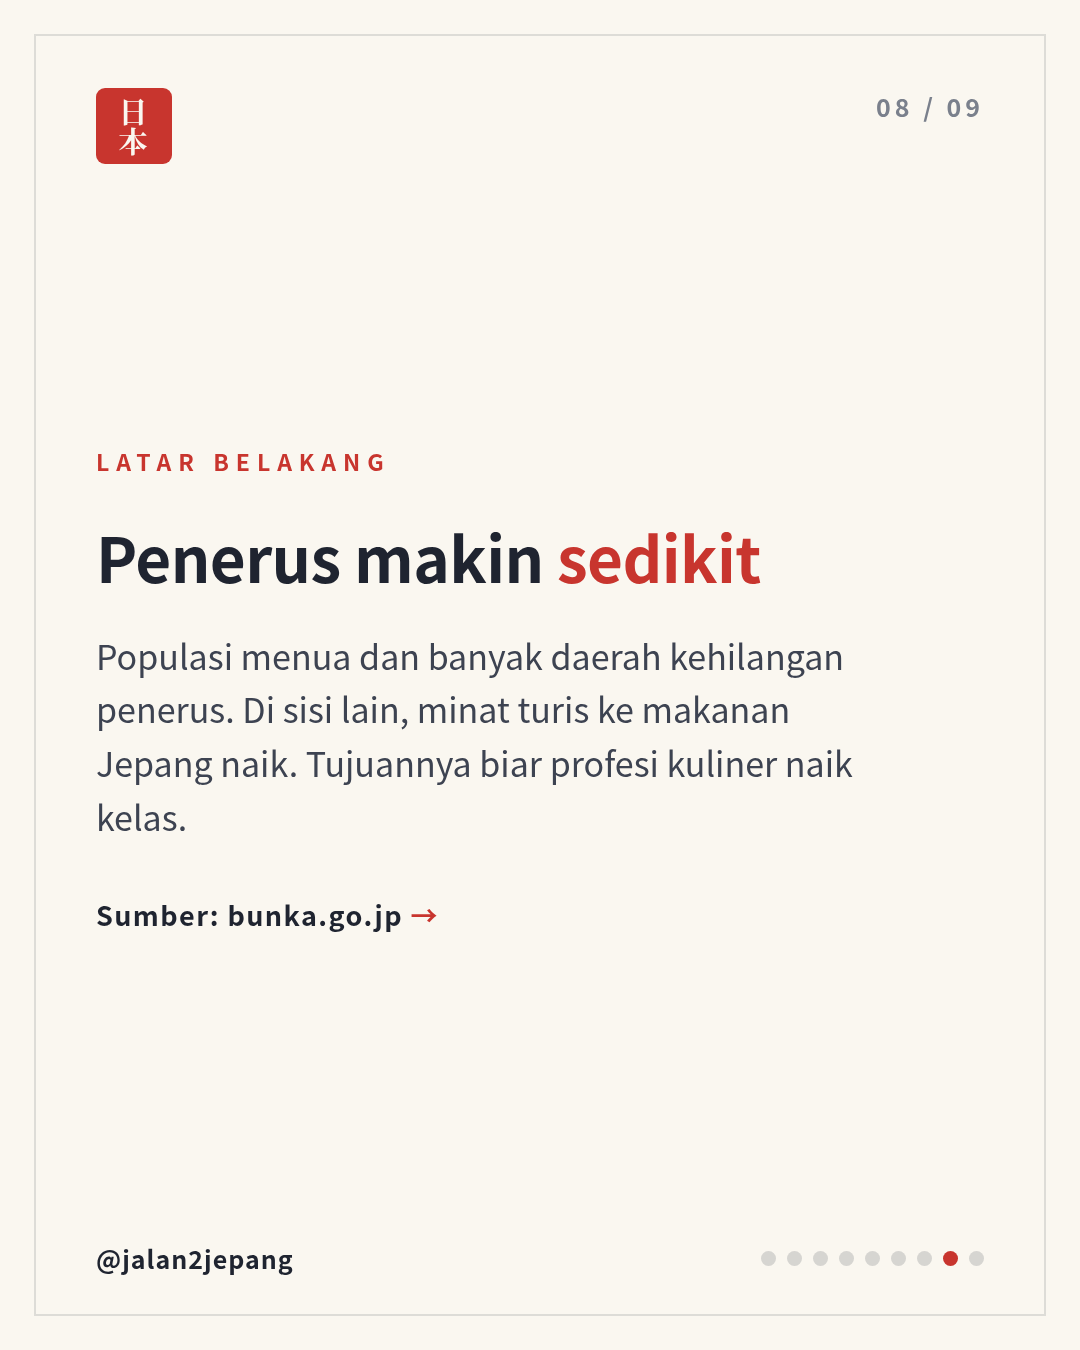 日本
08 / 09
LATAR BELAKANG
Penerus makin sedikit
Populasi menua dan banyak daerah kehilangan
penerus. Di sisi lain, minat turis ke makanan
Jepang naik. Tujuannya biar profesi kuliner naik
kelas.
Sumber: bunka.go.jp →
@jalan2jepang